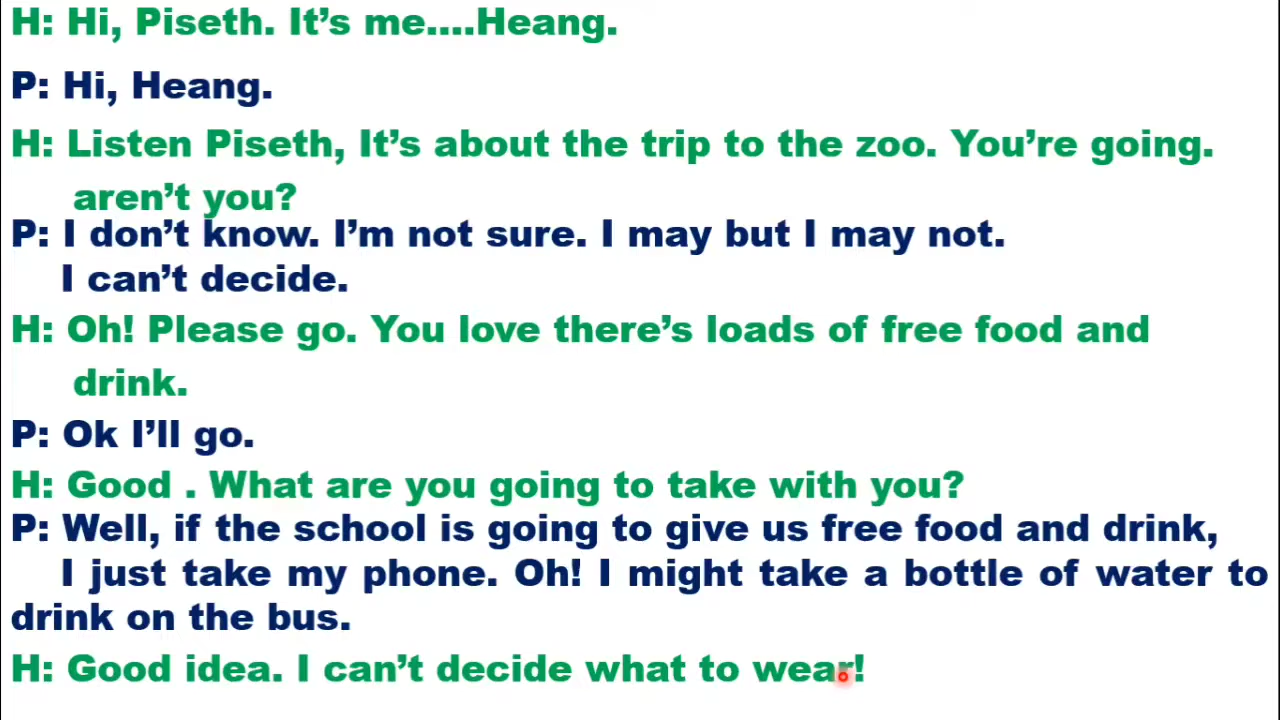 H: Hi, Piseth. It’s me....Heang.
P: Hi, Heang.
H: Listen Piseth, It’s about the trip to the zoo. You’re going.
aren’t you?
P: I don’t know. I’m not sure. I may but I may not.
I can’t decide.
H: Oh! Please go. You love there’s loads of free food and
drink.
P: Ok I’ll go.
H: Good . What are you going to take with you?
P: Well, if the school is going to give us free food and drink,
I just take my phone. Oh! I might take a bottle of water to
drink on the bus.
H: Good idea. I can’t decide what to wear!